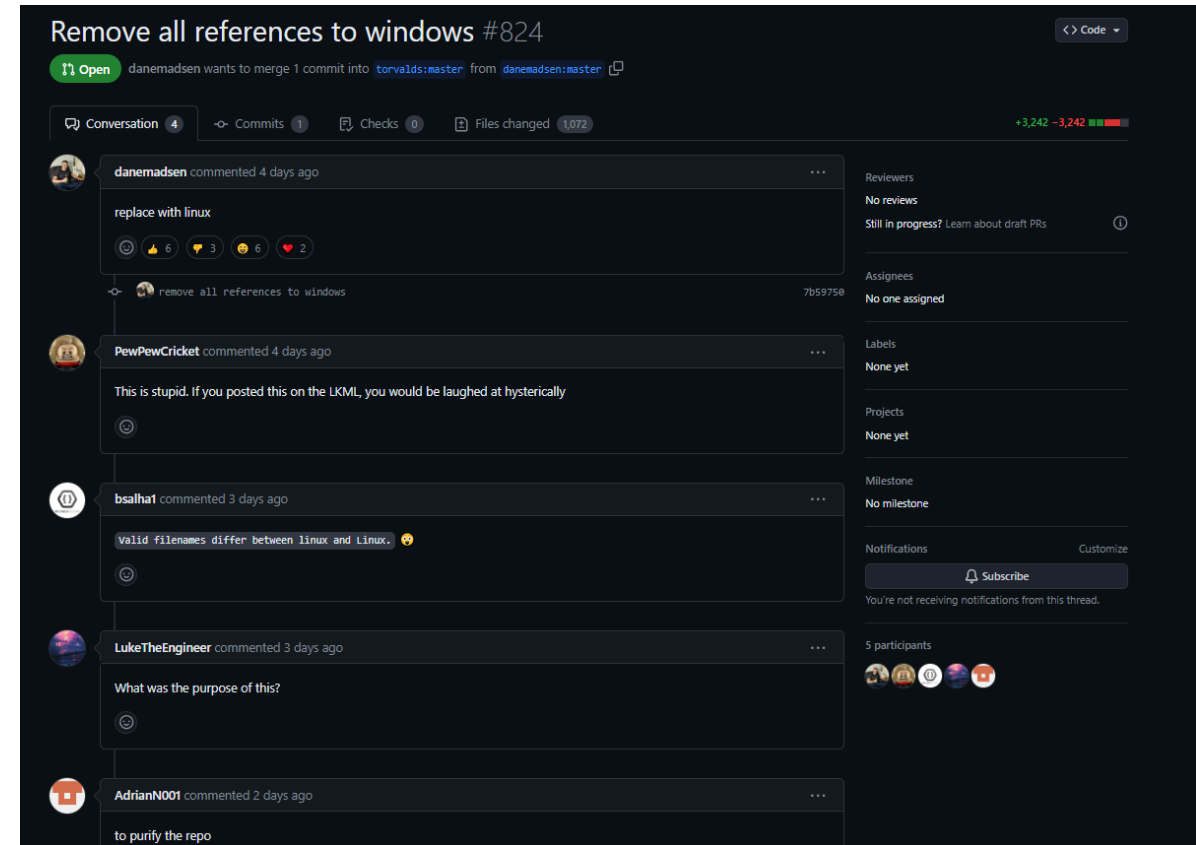 Remove all references to windows #824
<> Code
Open danemadsen wants to merge 1 commit into torvalds:master from danemadsen:master
Conversation 4 Commits 1 Checks 0 Files changed 1,072
+3,242 −3,242
danemadsen commented 4 days ago
replace with linux
6 3 6 2
remove all references to windows 7b59750
PewPewCricket commented 4 days ago
This is stupid. If you posted this on the LKML, you would be laughed at hysterically
bsalha1 commented 3 days ago
Valid filenames differ between linux and Linux.
LukeTheEngineer commented 3 days ago
What was the purpose of this?
AdrianN001 commented 2 days ago
to purify the repo
Reviewers
No reviews
Still in progress? Learn about draft PRs
Assignees
No one assigned
Labels
None yet
Projects
None yet
Milestone
No milestone
Notifications Customize
Subscribe
You're not receiving notifications from this thread.
5 participants